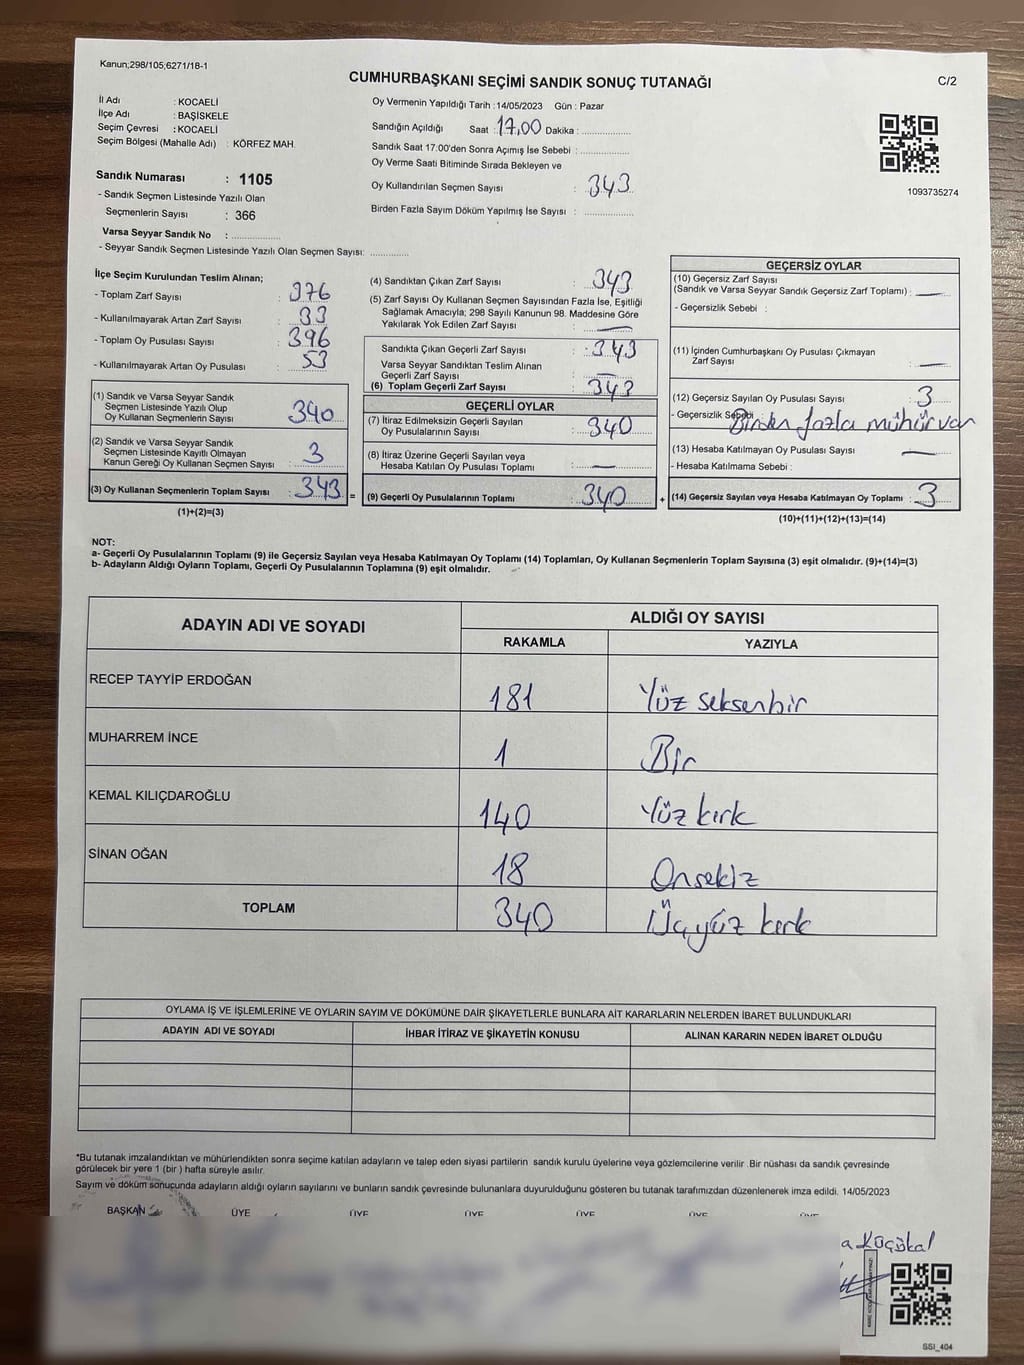 Kanun;298/105;6271/18-1
CUMHURBAŞKANI SEÇİMİ SANDIK SONUÇ TUTANAĞI
C/2
İl Adı : KOCAELİ
İlçe Adı : BAŞİSKELE
Seçim Çevresi : KOCAELİ
Seçim Bölgesi (Mahalle Adı) : KÖRFEZ MAH.
Sandık Numarası : 1105
- Sandık Seçmen Listesinde Yazılı Olan
Seçmenlerin Sayısı : 366
Varsa Seyyar Sandık No : ..............
- Seyyar Sandık Seçmen Listesinde Yazılı Olan Seçmen Sayısı: ............
Oy Vermenin Yapıldığı Tarih : 14/05/2023 Gün : Pazar
Sandığın Açıldığı Saat : 17,00 Dakika : ..............
Sandık Saat 17:00'den Sonra Açımış İse Sebebi : ..............
Oy Verme Saati Bitiminde Sırada Bekleyen ve
Oy Kullandırılan Seçmen Sayısı : 343
Birden Fazla Sayım Döküm Yapılmış İse Sayısı : ..............
1093735274
İlçe Seçim Kurulundan Teslim Alınan;
- Toplam Zarf Sayısı : 376
- Kullanılmayarak Artan Zarf Sayısı : 33
- Toplam Oy Pusulası Sayısı : 396
- Kullanılmayarak Artan Oy Pusulası : 53
(1) Sandık ve Varsa Seyyar Sandık
Seçmen Listesinde Yazılı Olup
Oy Kullanan Seçmenlerin Sayısı : 340
(2) Sandık ve Varsa Seyyar Sandık
Seçmen Listesinde Kayıtlı Olmayan
Kanun Gereği Oy Kullanan Seçmen Sayısı : 3
(3) Oy Kullanan Seçmenlerin Toplam Sayısı : 343 =
(1)+(2)=(3)
(4) Sandıktan Çıkan Zarf Sayısı : 343
(5) Zarf Sayısı Oy Kullanan Seçmen Sayısından Fazla İse, Eşitliği
Sağlamak Amacıyla; 298 Sayılı Kanunun 98. Maddesine Göre
Yakılarak Yok Edilen Zarf Sayısı : —
Sandıkta Çıkan Geçerli Zarf Sayısı : 343
Varsa Seyyar Sandıktan Teslim Alınan
Geçerli Zarf Sayısı : —
(6) Toplam Geçerli Zarf Sayısı : 343
GEÇERLİ OYLAR
(7) İtiraz Edilmeksizin Geçerli Sayılan
Oy Pusulalarının Sayısı : 340
(8) İtiraz Üzerine Geçerli Sayılan veya
Hesaba Katılan Oy Pusulası Toplamı : —
(9) Geçerli Oy Pusulalarının Toplamı : 340 +
GEÇERSİZ OYLAR
(10) Geçersiz Zarf Sayısı
(Sandık ve Varsa Seyyar Sandık Geçersiz Zarf Toplamı) : —
- Geçersizlik Sebebi :
(11) İçinden Cumhurbaşkanı Oy Pusulası Çıkmayan
Zarf Sayısı : —
(12) Geçersiz Sayılan Oy Pusulası Sayısı : 3
- Geçersizlik Sebebi : Birden fazla mühür var
(13) Hesaba Katılmayan Oy Pusulası Sayısı : —
- Hesaba Katılmama Sebebi :
(14) Geçersiz Sayılan veya Hesaba Katılmayan Oy Toplamı : 3
(10)+(11)+(12)+(13)=(14)
NOT:
a- Geçerli Oy Pusulalarının Toplamı (9) ile Geçersiz Sayılan veya Hesaba Katılmayan Oy Toplamı (14) Toplamları, Oy Kullanan Seçmenlerin Toplam Sayısına (3) eşit olmalıdır. (9)+(14)=(3)
b- Adayların Aldığı Oyların Toplamı, Geçerli Oy Pusulalarının Toplamına (9) eşit olmalıdır.
ADAYIN ADI VE SOYADI
ALDIĞI OY SAYISI
RAKAMLA YAZIYLA
RECEP TAYYİP ERDOĞAN 181 Yüz seksenbir
MUHARREM İNCE 1 Bir
KEMAL KILIÇDAROĞLU 140 Yüz kırk
SİNAN OĞAN 18 Onsekiz
TOPLAM 340 Üçyüz kırk
OYLAMA İŞ VE İŞLEMLERİNE VE OYLARIN SAYIM VE DÖKÜMÜNE DAİR ŞİKAYETLERLE BUNLARA AİT KARARLARIN NELERDEN İBARET BULUNDUKLARI
ADAYIN ADI VE SOYADI İHBAR İTİRAZ VE ŞİKAYETİN KONUSU ALINAN KARARIN NEDEN İBARET OLDUĞU
*Bu tutanak imzalandıktan ve mühürlendikten sonra seçime katılan adayların ve talep eden siyasi partilerin sandık kurulu üyelerine veya gözlemcilerine verilir .Bir nüshası da sandık çevresinde
görülecek bir yere 1 (bir ) hafta süreyle asılır.
Sayım ve döküm sonucunda adayların aldığı oyların sayılarını ve bunların sandık çevresinde bulunanlara duyurulduğunu gösteren bu tutanak tarafımızdan düzenlenerek imza edildi. 14/05/2023
BAŞKAN ÜYE ÜYE ÜYE ÜYE ÜYE
SSI_404